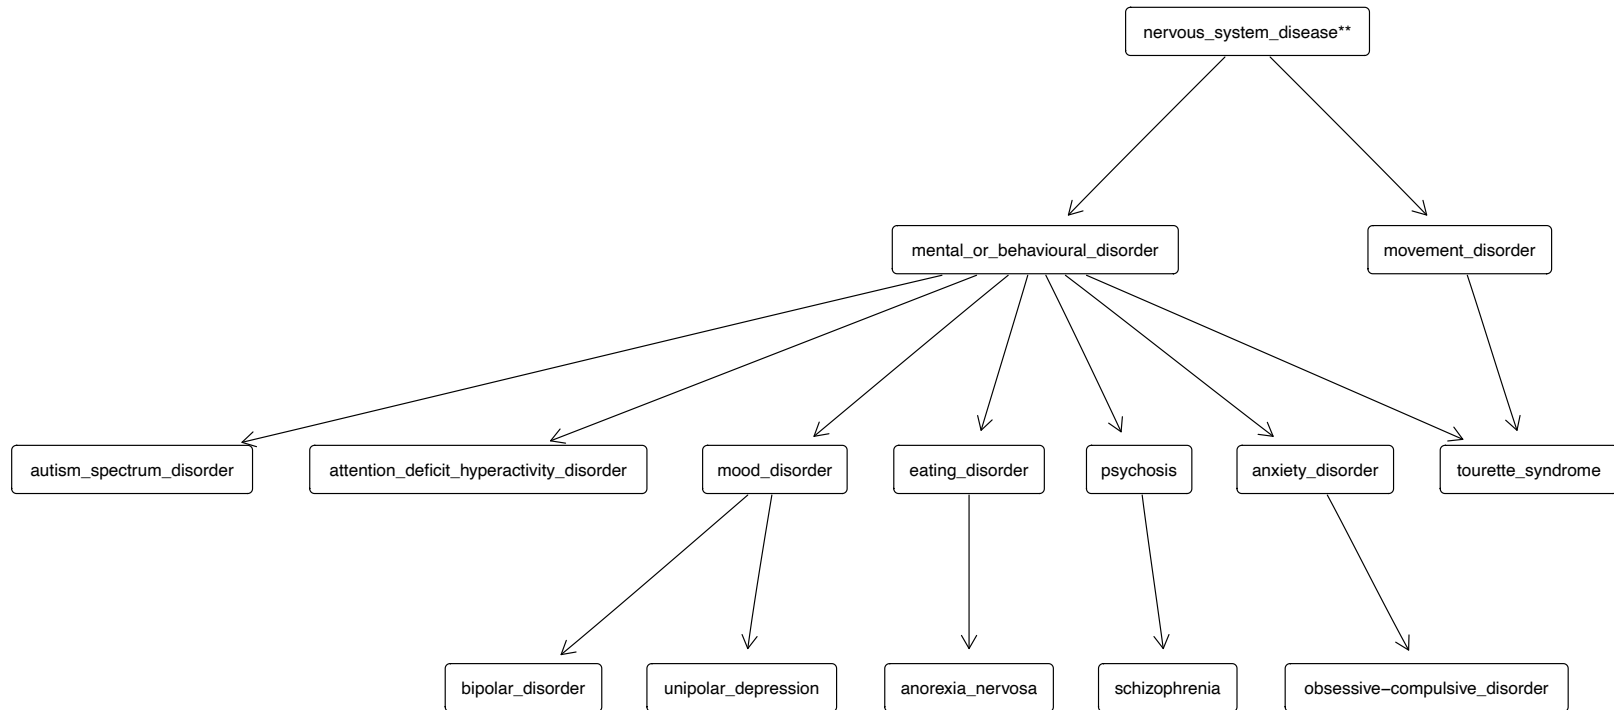 nervous_system_disease**
mental_or_behavioural_disorder
movement_disorder
autism_spectrum_disorder
attention_deficit_hyperactivity_disorder
mood_disorder
eating_disorder
psychosis
anxiety_disorder
tourette_syndrome
bipolar_disorder
unipolar_depression
anorexia_nervosa
schizophrenia
obsessive−compulsive_disorder